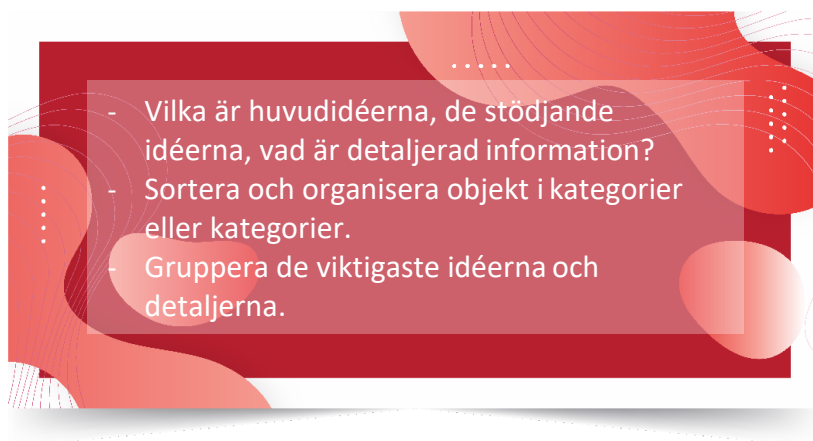 - Vilka är huvudidéerna, de stödjande
idéerna, vad är detaljerad information?
- Sortera och organisera objekt i kategorier
eller kategorier.
- Gruppera de viktigaste idéerna och
detaljerna.